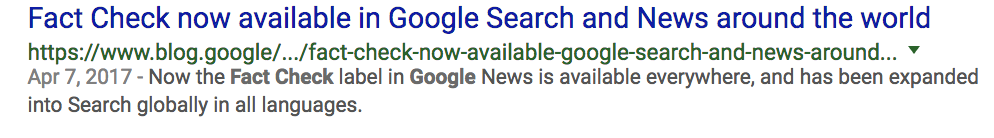 Fact Check now available in Google Search and News around the world
https://www.blog.google/.../fact-check-now-available-google-search-and-news-around...
Apr 7, 2017 - Now the Fact Check label in Google News is available everywhere, and has been expanded
into Search globally in all languages.